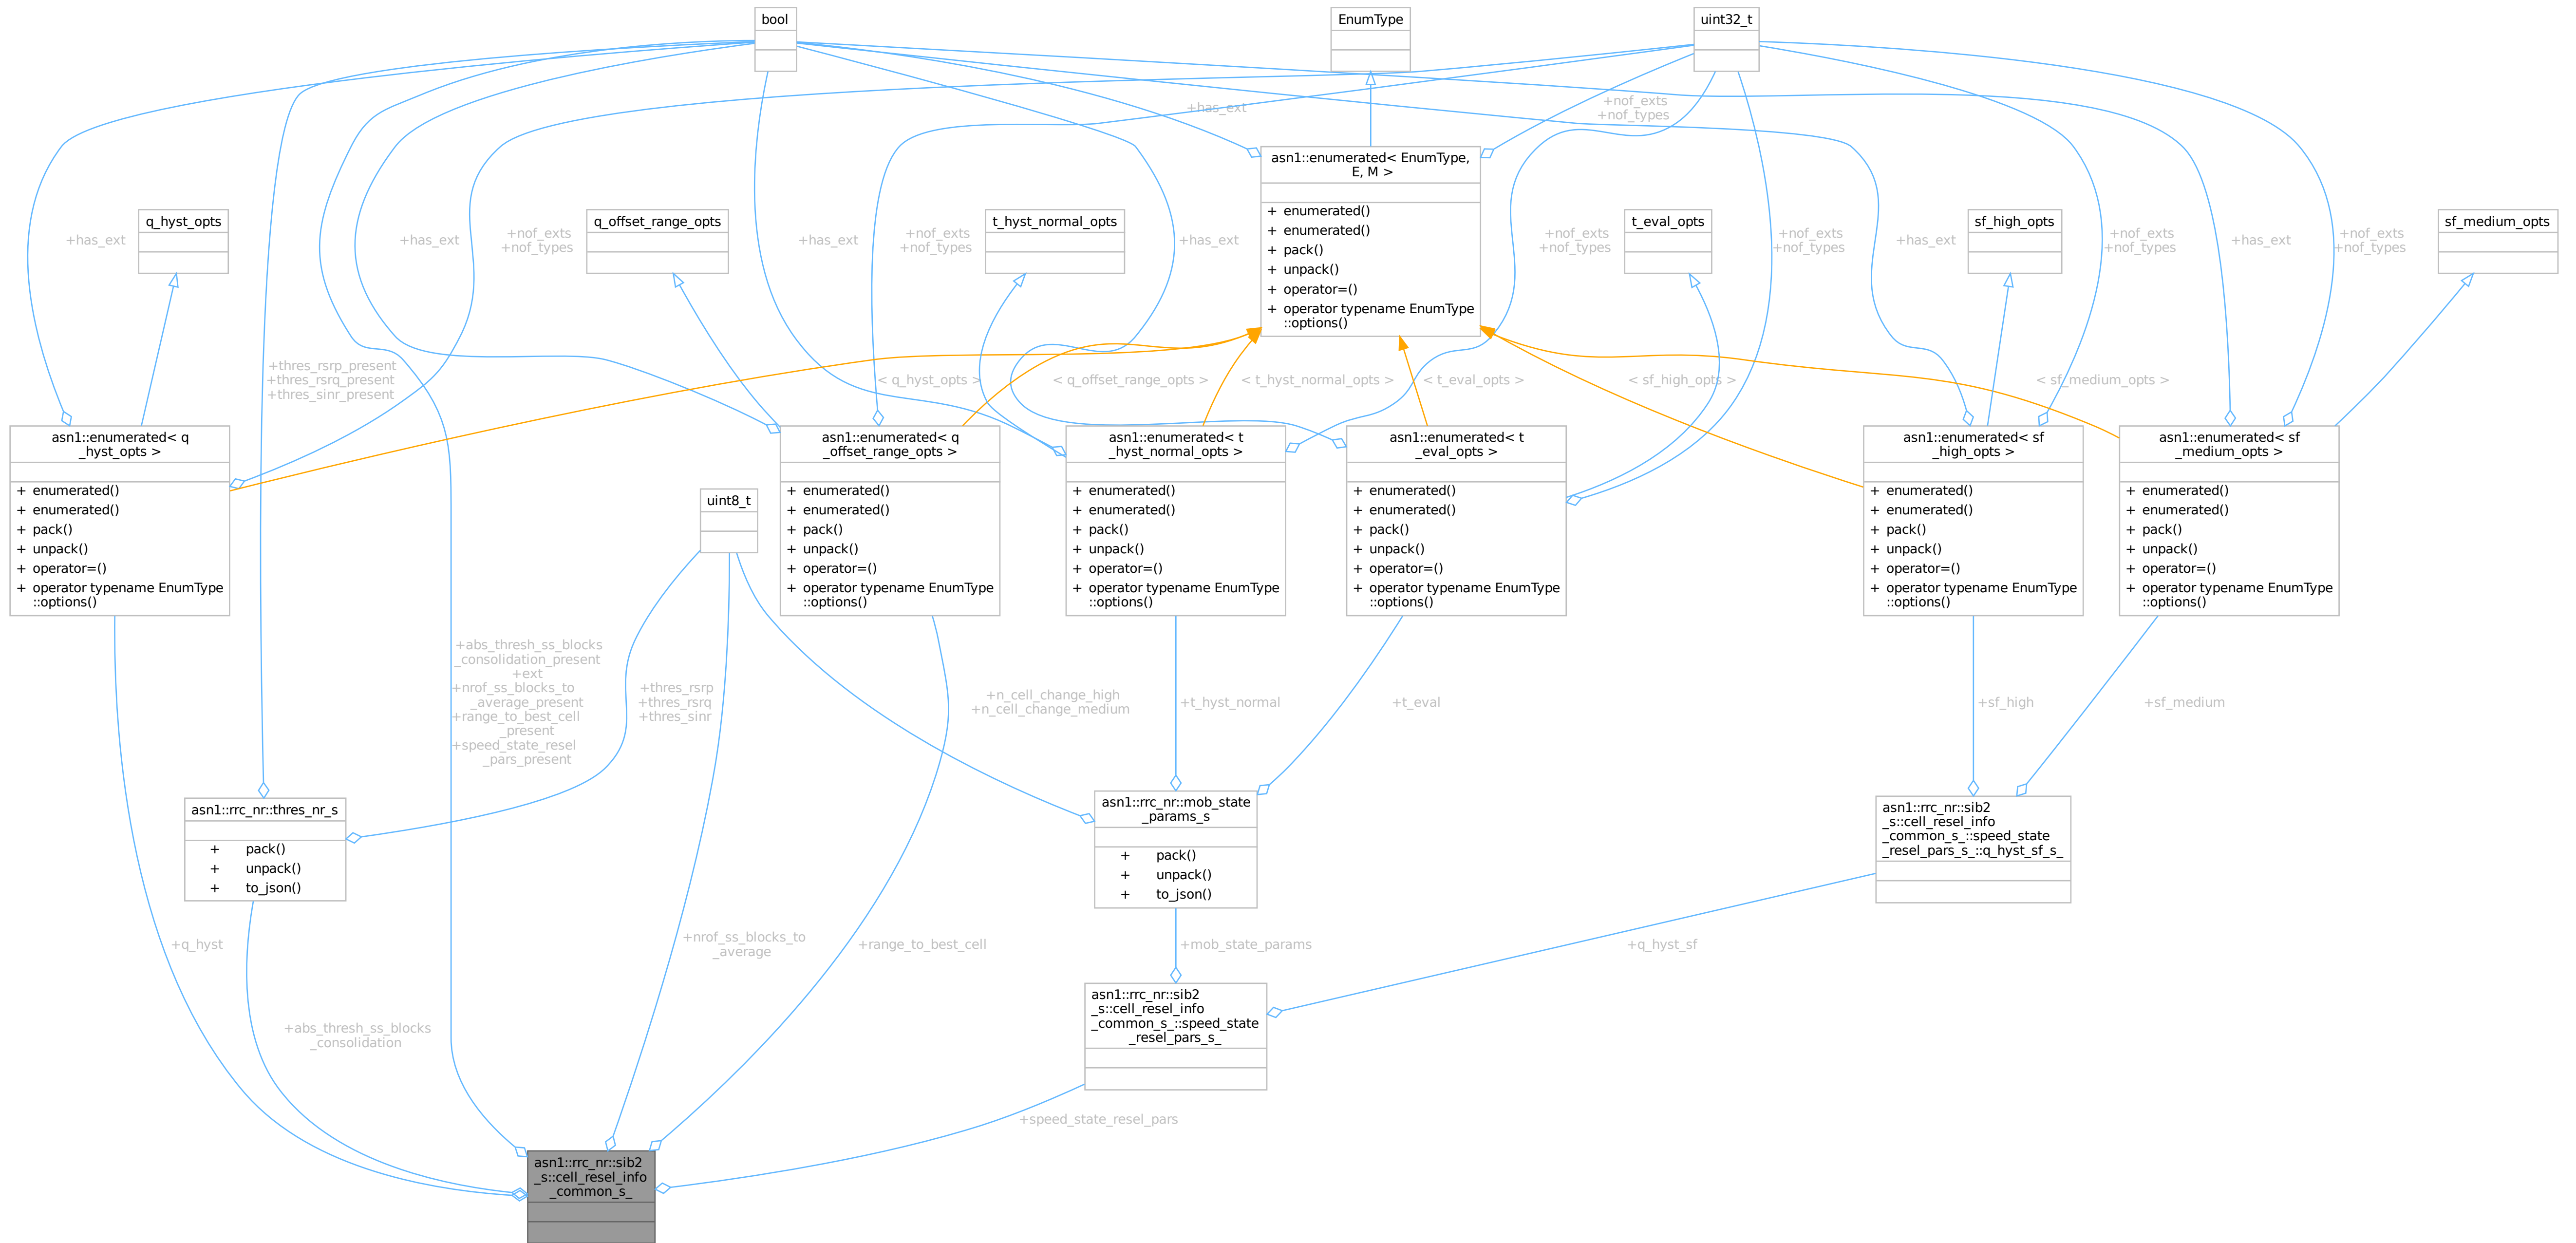 bool
EnumType
uint32_t
+has_ext
+nof_exts
+nof_types
asn1::enumerated< EnumType,
E, M >
+ enumerated()
+ enumerated()
+ pack()
+ unpack()
+ operator=()
+ operator typename EnumType
::options()
q_hyst_opts
q_offset_range_opts
t_hyst_normal_opts
t_eval_opts
sf_high_opts
sf_medium_opts
+has_ext
+has_ext
+nof_exts
+nof_types
+has_ext
+nof_exts
+nof_types
+has_ext
+nof_exts
+nof_types
+nof_exts
+nof_types
+has_ext
+nof_exts
+nof_types
+has_ext
+nof_exts
+nof_types
+thres_rsrp_present
+thres_rsrq_present
+thres_sinr_present
< q_hyst_opts >
< q_offset_range_opts >
< t_hyst_normal_opts >
< t_eval_opts >
< sf_high_opts >
< sf_medium_opts >
asn1::enumerated< q
_hyst_opts >
+ enumerated()
+ enumerated()
+ pack()
+ unpack()
+ operator=()
+ operator typename EnumType
::options()
uint8_t
asn1::enumerated< q
_offset_range_opts >
+ enumerated()
+ enumerated()
+ pack()
+ unpack()
+ operator=()
+ operator typename EnumType
::options()
asn1::enumerated< t
_hyst_normal_opts >
+ enumerated()
+ enumerated()
+ pack()
+ unpack()
+ operator=()
+ operator typename EnumType
::options()
asn1::enumerated< t
_eval_opts >
+ enumerated()
+ enumerated()
+ pack()
+ unpack()
+ operator=()
+ operator typename EnumType
::options()
asn1::enumerated< sf
_high_opts >
+ enumerated()
+ enumerated()
+ pack()
+ unpack()
+ operator=()
+ operator typename EnumType
::options()
asn1::enumerated< sf
_medium_opts >
+ enumerated()
+ enumerated()
+ pack()
+ unpack()
+ operator=()
+ operator typename EnumType
::options()
+abs_thresh_ss_blocks
_consolidation_present
+ext
+nrof_ss_blocks_to
_average_present
+range_to_best_cell
_present
+speed_state_resel
_pars_present
+thres_rsrp
+thres_rsrq
+thres_sinr
+n_cell_change_high
+n_cell_change_medium
+t_hyst_normal
+t_eval
+sf_high
+sf_medium
asn1::rrc_nr::thres_nr_s
+ pack()
+ unpack()
+ to_json()
asn1::rrc_nr::mob_state
_params_s
+ pack()
+ unpack()
+ to_json()
asn1::rrc_nr::sib2
_s::cell_resel_info
_common_s_::speed_state
_resel_pars_s_::q_hyst_sf_s_
+q_hyst
+nrof_ss_blocks_to
_average
+range_to_best_cell
+mob_state_params
+q_hyst_sf
+abs_thresh_ss_blocks
_consolidation
asn1::rrc_nr::sib2
_s::cell_resel_info
_common_s_::speed_state
_resel_pars_s_
+speed_state_resel_pars
asn1::rrc_nr::sib2
_s::cell_resel_info
_common_s_